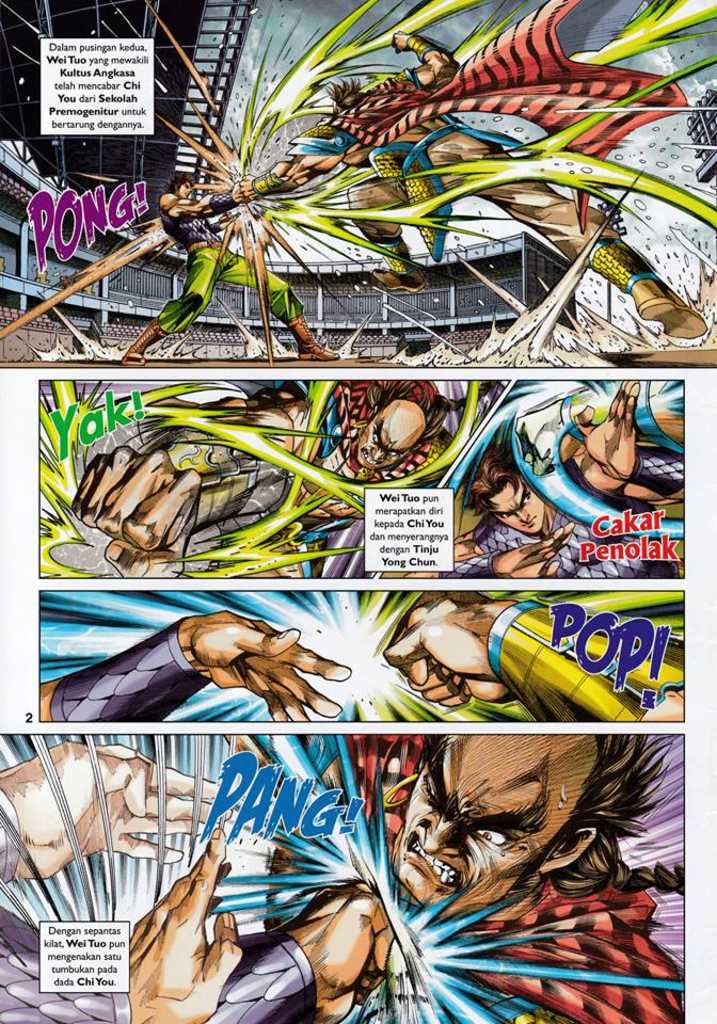 Dalam pusingan kedua,
Wei Tuo yang mewakili
Kultus Angkasa
telah mencabar Chi
You dari Sekolah
Premogenitur untuk
bertarung dengannya.
PONG!
Yak!
Wei Tuo pun
merapatkan diri
kepada Chi You
dan menyerangnya
dengan Tinju
Yong Chun.
Cakar
Penolak
POP!
2
PANG!
Dengan sepantas
kilat, Wei Tuo pun
mengenakan satu
tumbukan pada
dada Chi You.